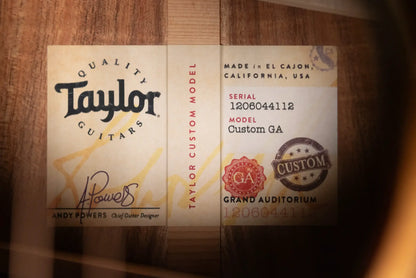 QUALITY
Taylor
GUITARS
ANDY POWERS Chief Guitar Designer
TAYLOR CUSTOM MODEL
MADE in EL CAJON,
CALIFORNIA, USA
SERIAL
1206044112
MODEL
Custom GA
GA
CUSTOM
GRAND AUDITORIUM
1206044112